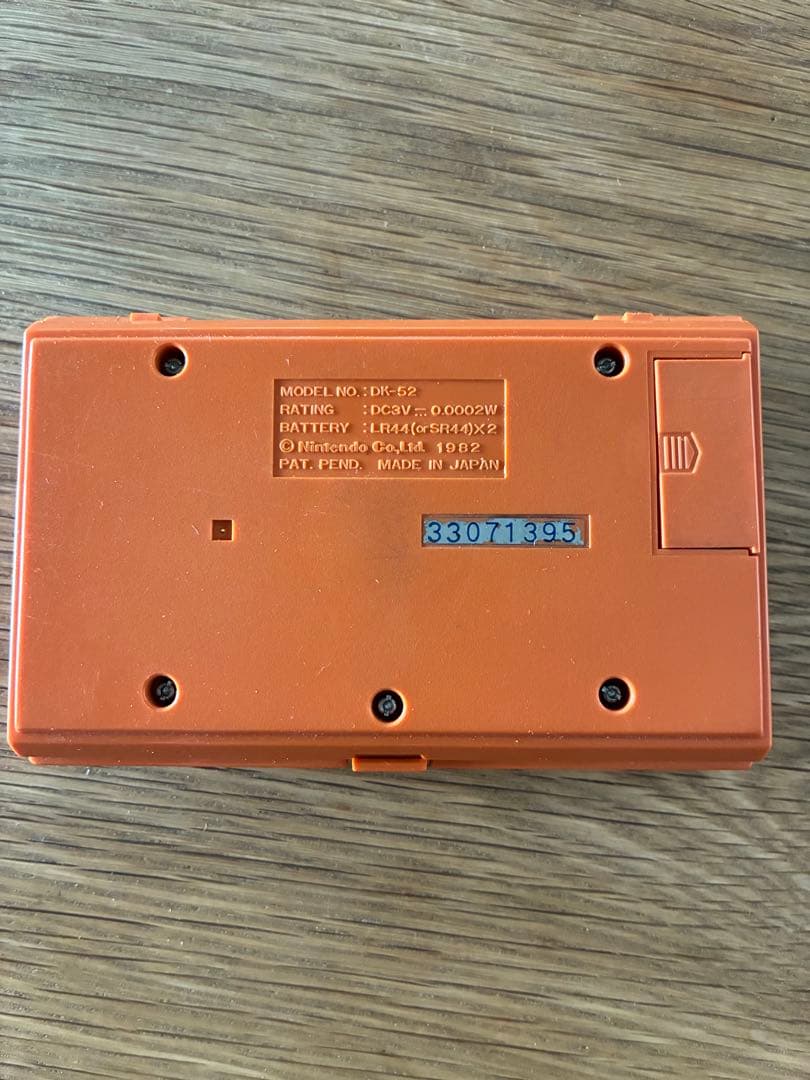 MODEL NO. : DK-52
RATING : DC3V ⎓ 0.0002W
BATTERY : LR44(or SR44)X2
© Nintendo Co.,Ltd. 1982
PAT. PEND. MADE IN JAPAN
33071395